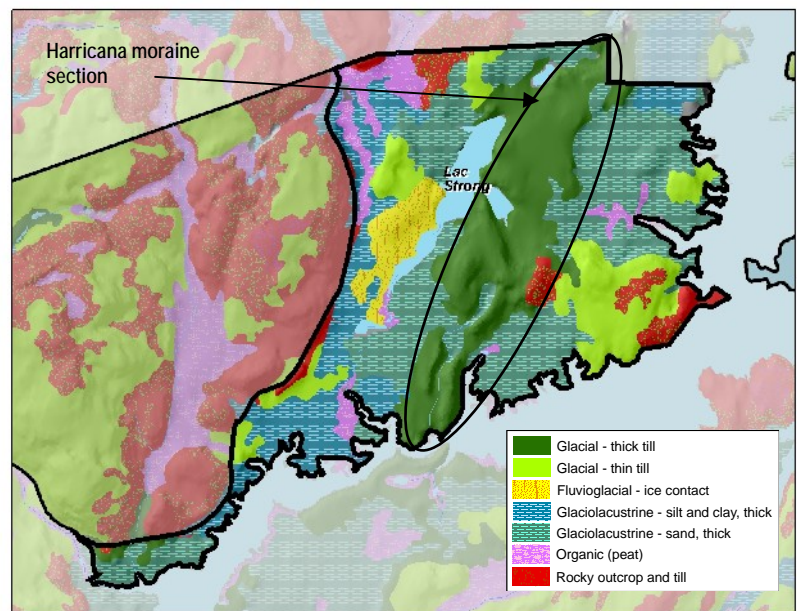 Harricana moraine
section
Lac
Strong
Glacial - thick till
Glacial - thin till
Fluvioglacial - ice contact
Glaciolacustrine - silt and clay, thick
Glaciolacustrine - sand, thick
Organic (peat)
Rocky outcrop and till